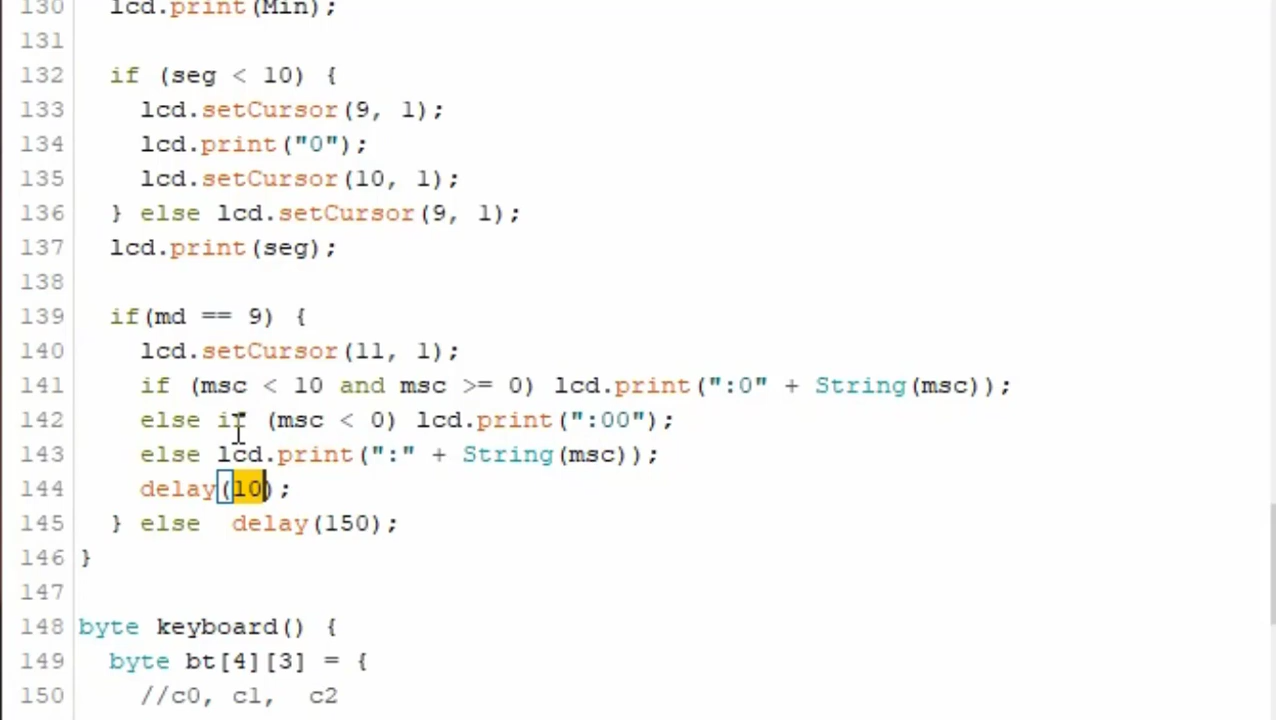 130 lcd.print(Min);
131
132 if (seg < 10) {
133 lcd.setCursor(9, 1);
134 lcd.print("0");
135 lcd.setCursor(10, 1);
136 } else lcd.setCursor(9, 1);
137 lcd.print(seg);
138
139 if(md == 9) {
140 lcd.setCursor(11, 1);
141 if (msc < 10 and msc >= 0) lcd.print(":0" + String(msc));
142 else if (msc < 0) lcd.print(":00");
143 else lcd.print(":" + String(msc));
144 delay(10);
145 } else  delay(150);
146 }
147
148 byte keyboard() {
149 byte bt[4][3] = {
150 //c0, c1,  c2